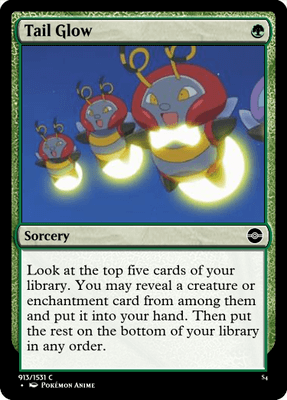 Tail Glow
Sorcery
Look at the top five cards of your
library. You may reveal a creature or
enchantment card from among them
and put it into your hand. Then put
the rest on the bottom of your library
in any order.
913/1531 C
S4
• Pokémon Anime